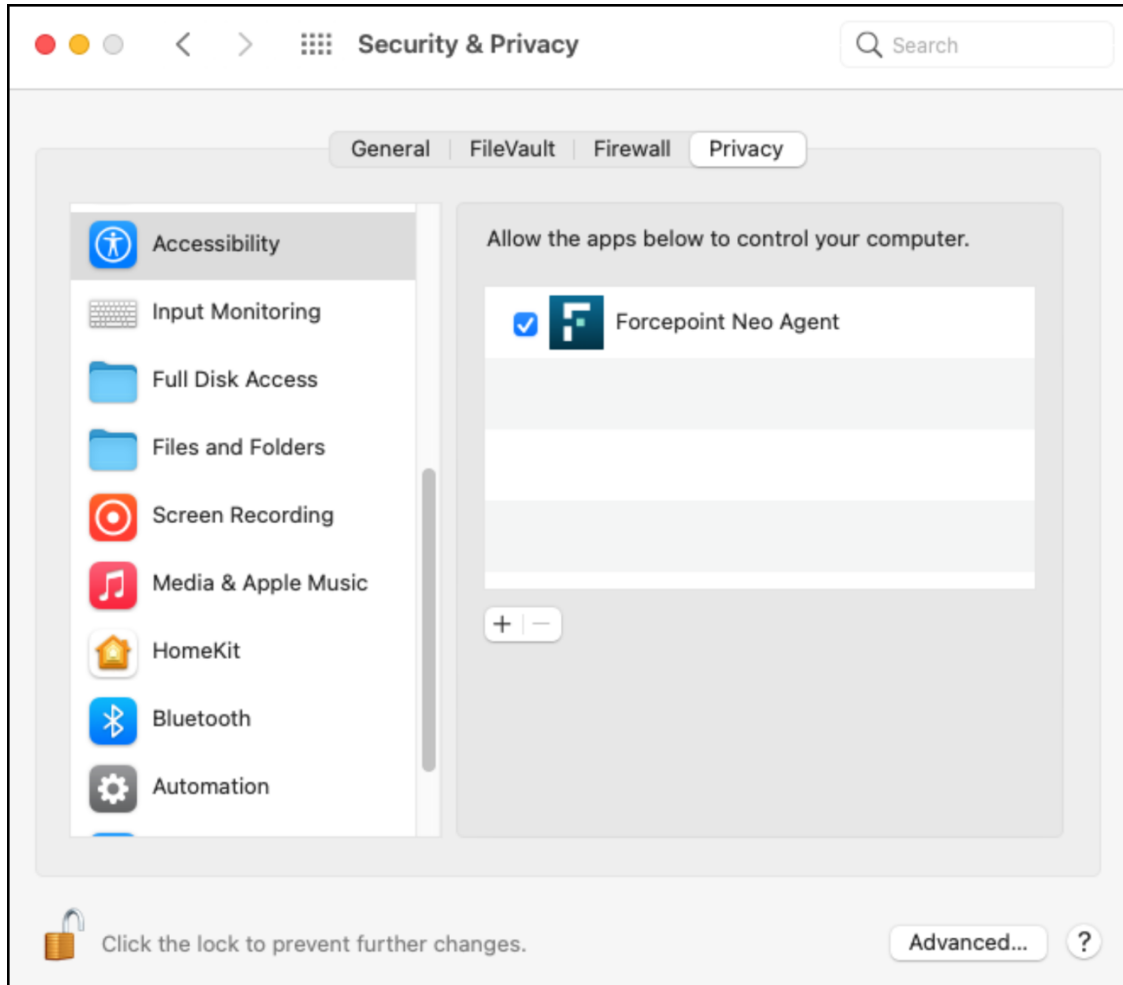 Security & Privacy
Search
General
FileVault
Firewall
Privacy
Accessibility
Input Monitoring
Full Disk Access
Files and Folders
Screen Recording
Media & Apple Music
HomeKit
Bluetooth
Automation
Allow the apps below to control your computer.
Forcepoint Neo Agent
Click the lock to prevent further changes.
Advanced...
?